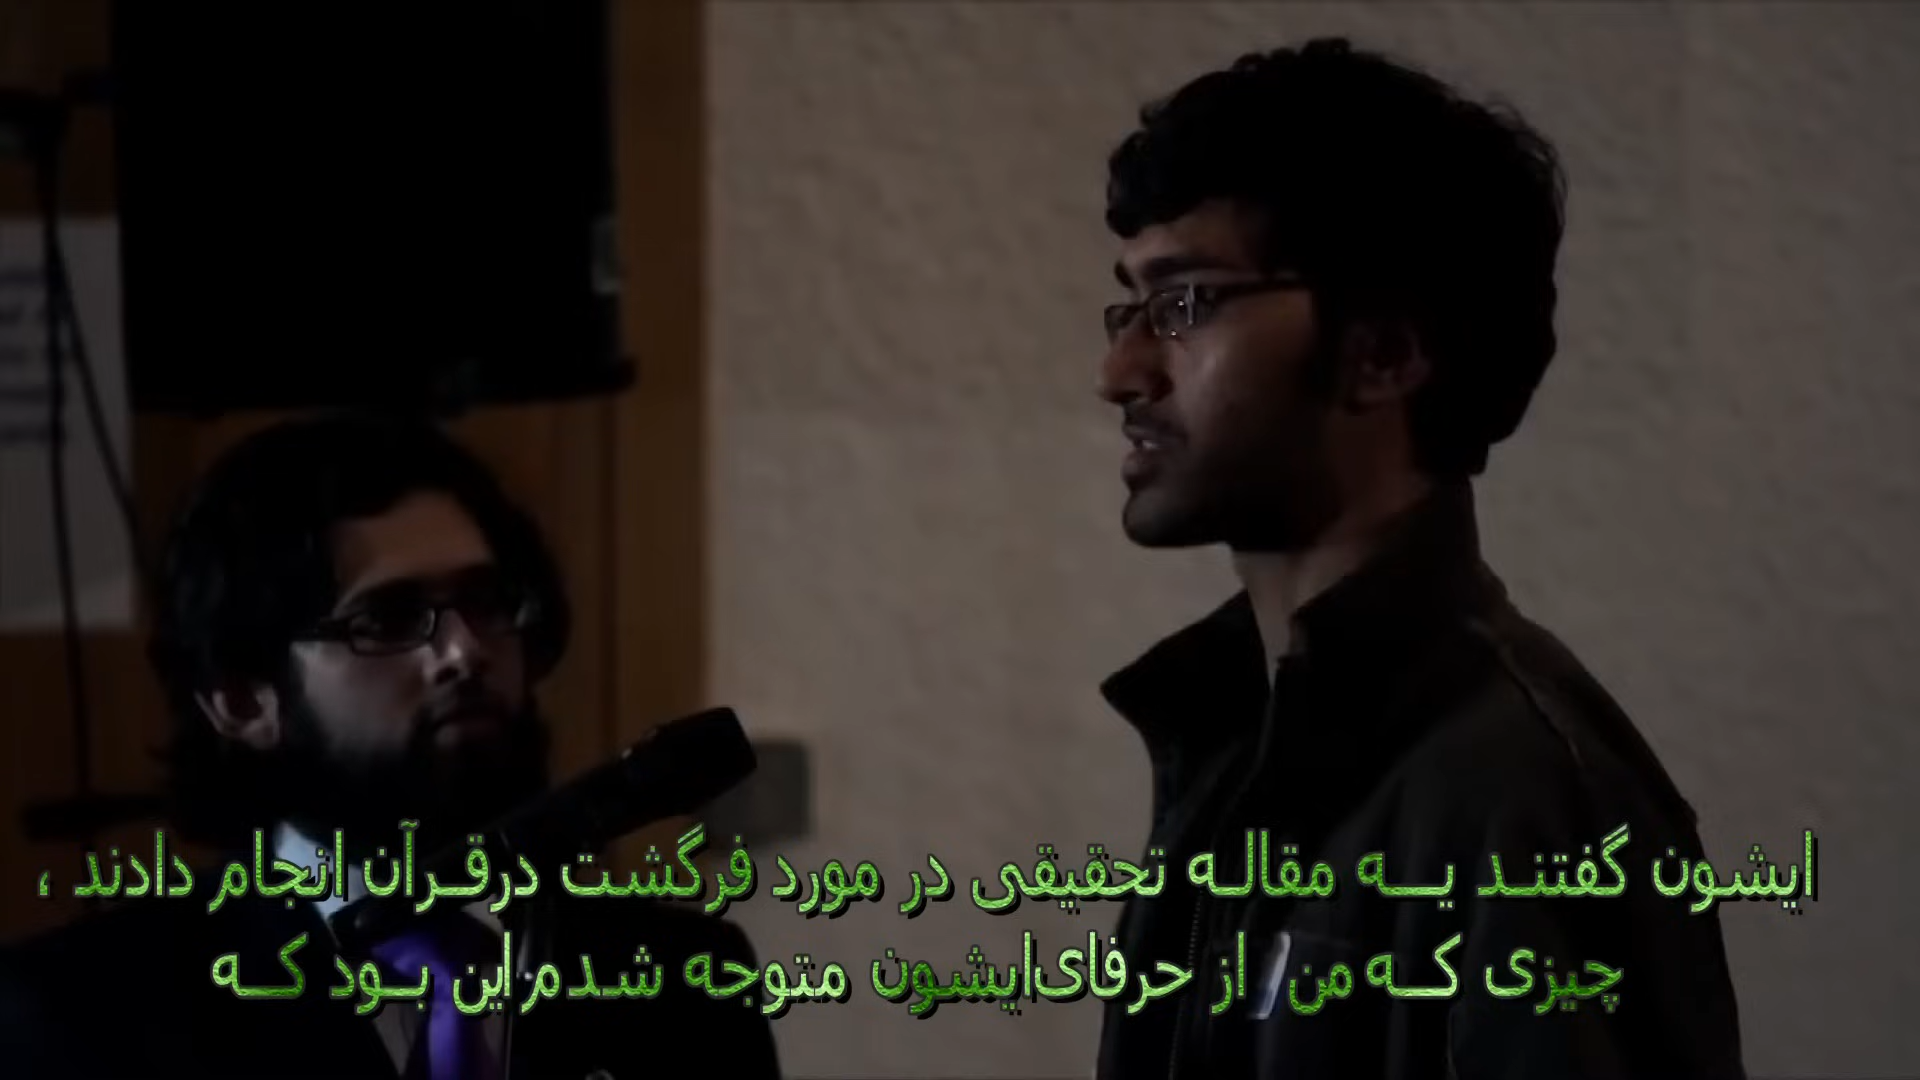 ایشون گفتند یه مقاله تحقیقی در مورد فرگشت درقرآن انجام دادند ،
چیزی که من از حرفای ایشون متوجه شدم این بود که